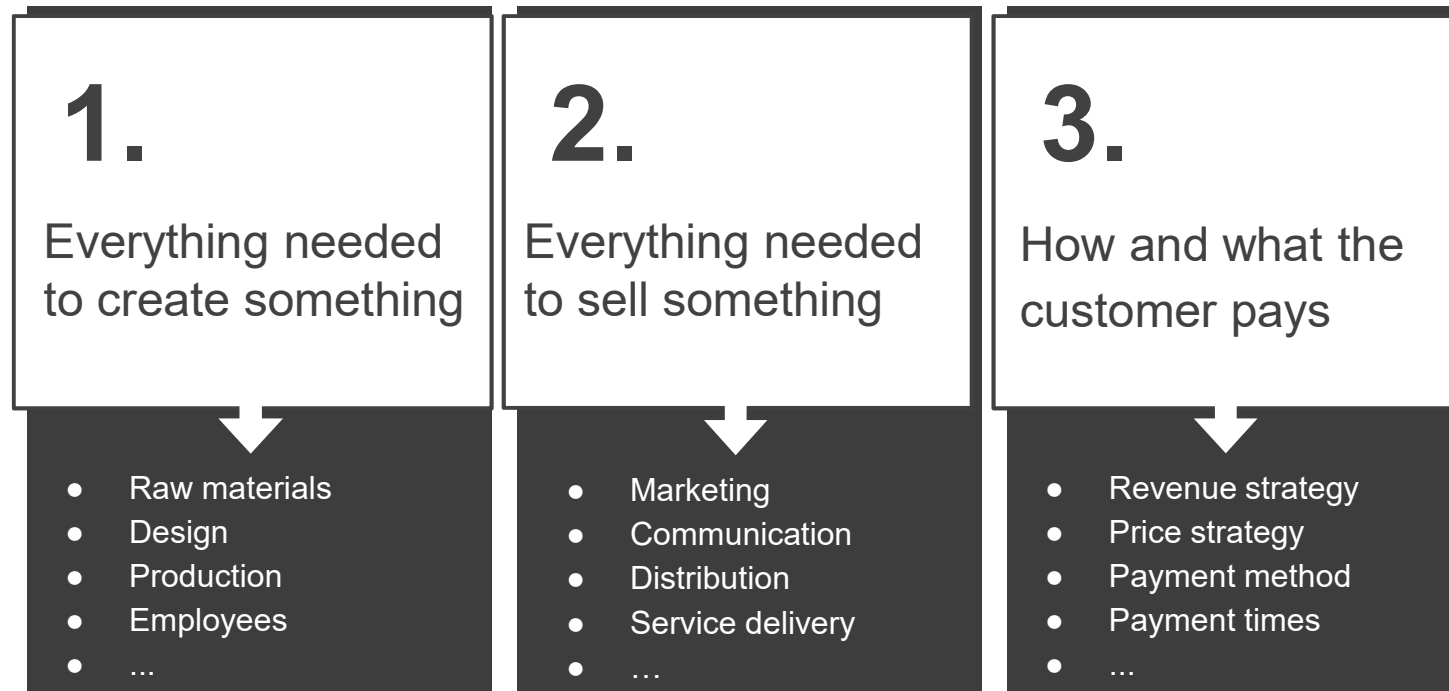 1.
Everything needed
to create something
● Raw materials
● Design
● Production
● Employees
● ...
2.
Everything needed
to sell something
● Marketing
● Communication
● Distribution
● Service delivery
● …
3.
How and what the
customer pays
● Revenue strategy
● Price strategy
● Payment method
● Payment times
● ...